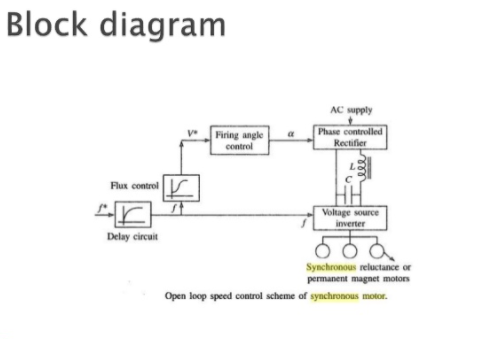 Block diagram
AC supply
V*
Firing angle
control
α
Phase controlled
Rectifier
L
C
Flux control
f*
f
Delay circuit
f
Voltage source
inverter
Synchronous reluctance or
permanent magnet motors
Open loop speed control scheme of synchronous motor.